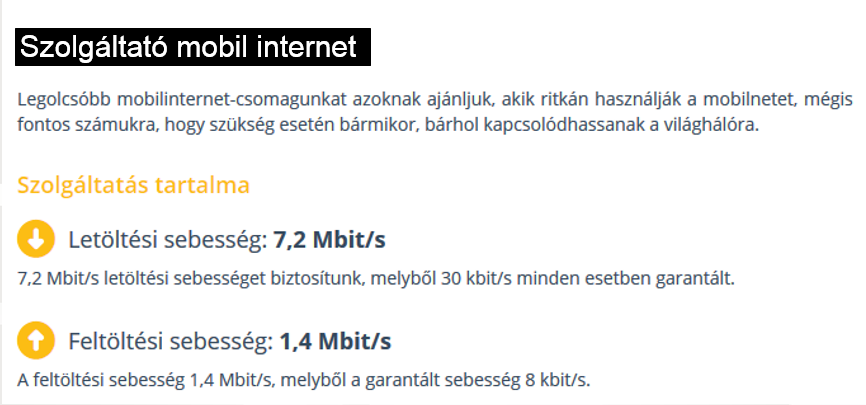 Szolgáltató mobil internet
Legolcsóbb mobilinternet-csomagunkat azoknak ajánljuk, akik ritkán használják a mobilnetet, mégis
fontos számukra, hogy szükség esetén bármikor, bárhol kapcsolódhassanak a világhálóra.
Szolgáltatás tartalma
Letöltési sebesség: 7,2 Mbit/s
7,2 Mbit/s letöltési sebességet biztosítunk, melyből 30 kbit/s minden esetben garantált.
Feltöltési sebesség: 1,4 Mbit/s
A feltöltési sebesség 1,4 Mbit/s, melyből a garantált sebesség 8 kbit/s.